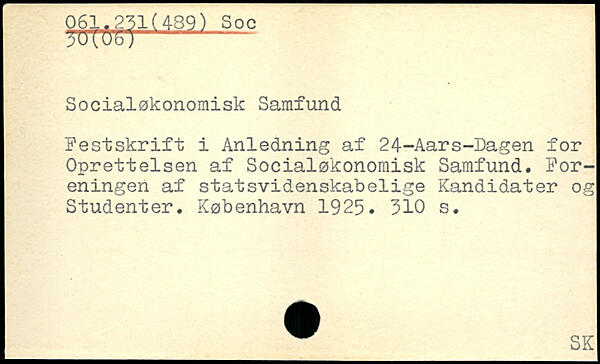 061.231(489) Soc
30(06)
Socialøkonomisk Samfund
Festskrift i Anledning af 24-Aars-Dagen for
Oprettelsen af Socialøkonomisk Samfund. For-
eningen af statsvidenskabelige Kandidater og
Studenter. København 1925. 310 s.
SK